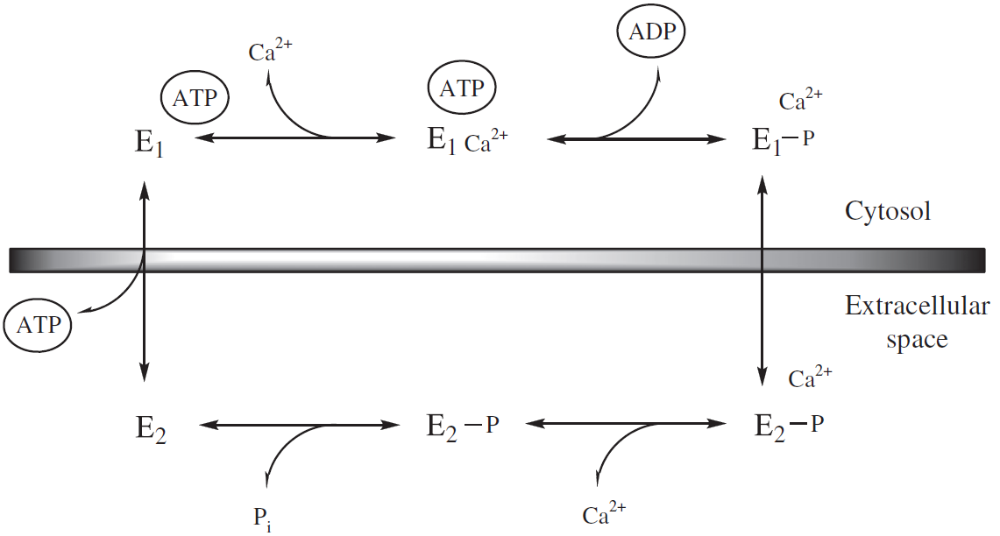 ADP
Ca²⁺
ATP
ATP
Ca²⁺
E₁
E₁ Ca²⁺
E₁–P
Cytosol
Extracellular
space
ATP
Ca²⁺
E₂
E₂–P
E₂–P
Pᵢ
Ca²⁺